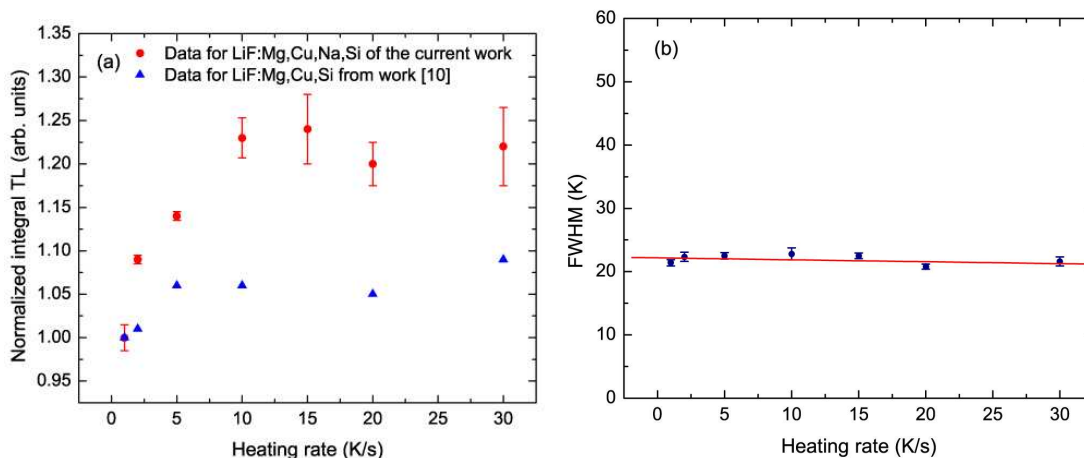 (a)
Data for LiF:Mg,Cu,Na,Si of the current work
Data for LiF:Mg,Cu,Si from work [10]
Normalized integral TL (arb. units)
1.35
1.30
1.25
1.20
1.15
1.10
1.05
1.00
0.95
0 5 10 15 20 25 30
Heating rate (K/s)
(b)
FWHM (K)
60
50
40
30
20
10
0
0 5 10 15 20 25 30
Heating rate (K/s)